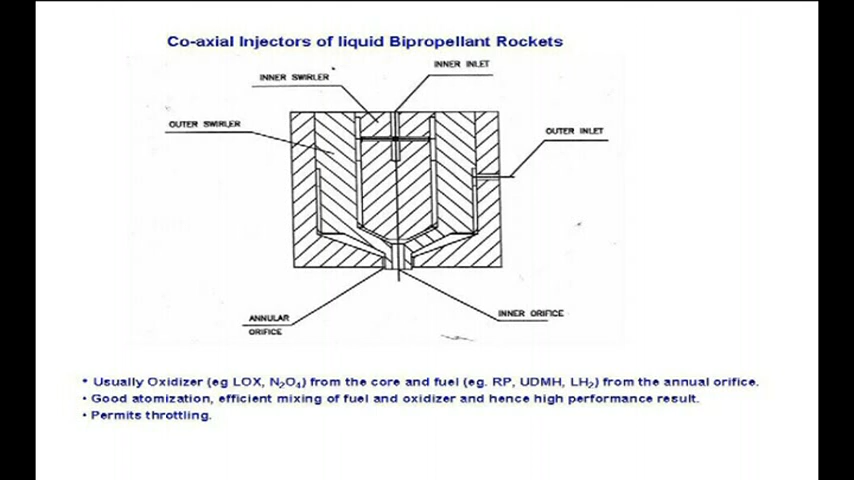 Co-axial Injectors of liquid Bipropellant Rockets
INNER INLET
INNER SWIRLER
OUTER SWIRLER
OUTER INLET
ANNULAR
ORIFICE
INNER ORIFICE
• Usually Oxidizer (eg LOX, N₂O₄) from the core and fuel (eg. RP, UDMH, LH₂) from the annual orifice.
• Good atomization, efficient mixing of fuel and oxidizer and hence high performance result.
• Permits throttling.